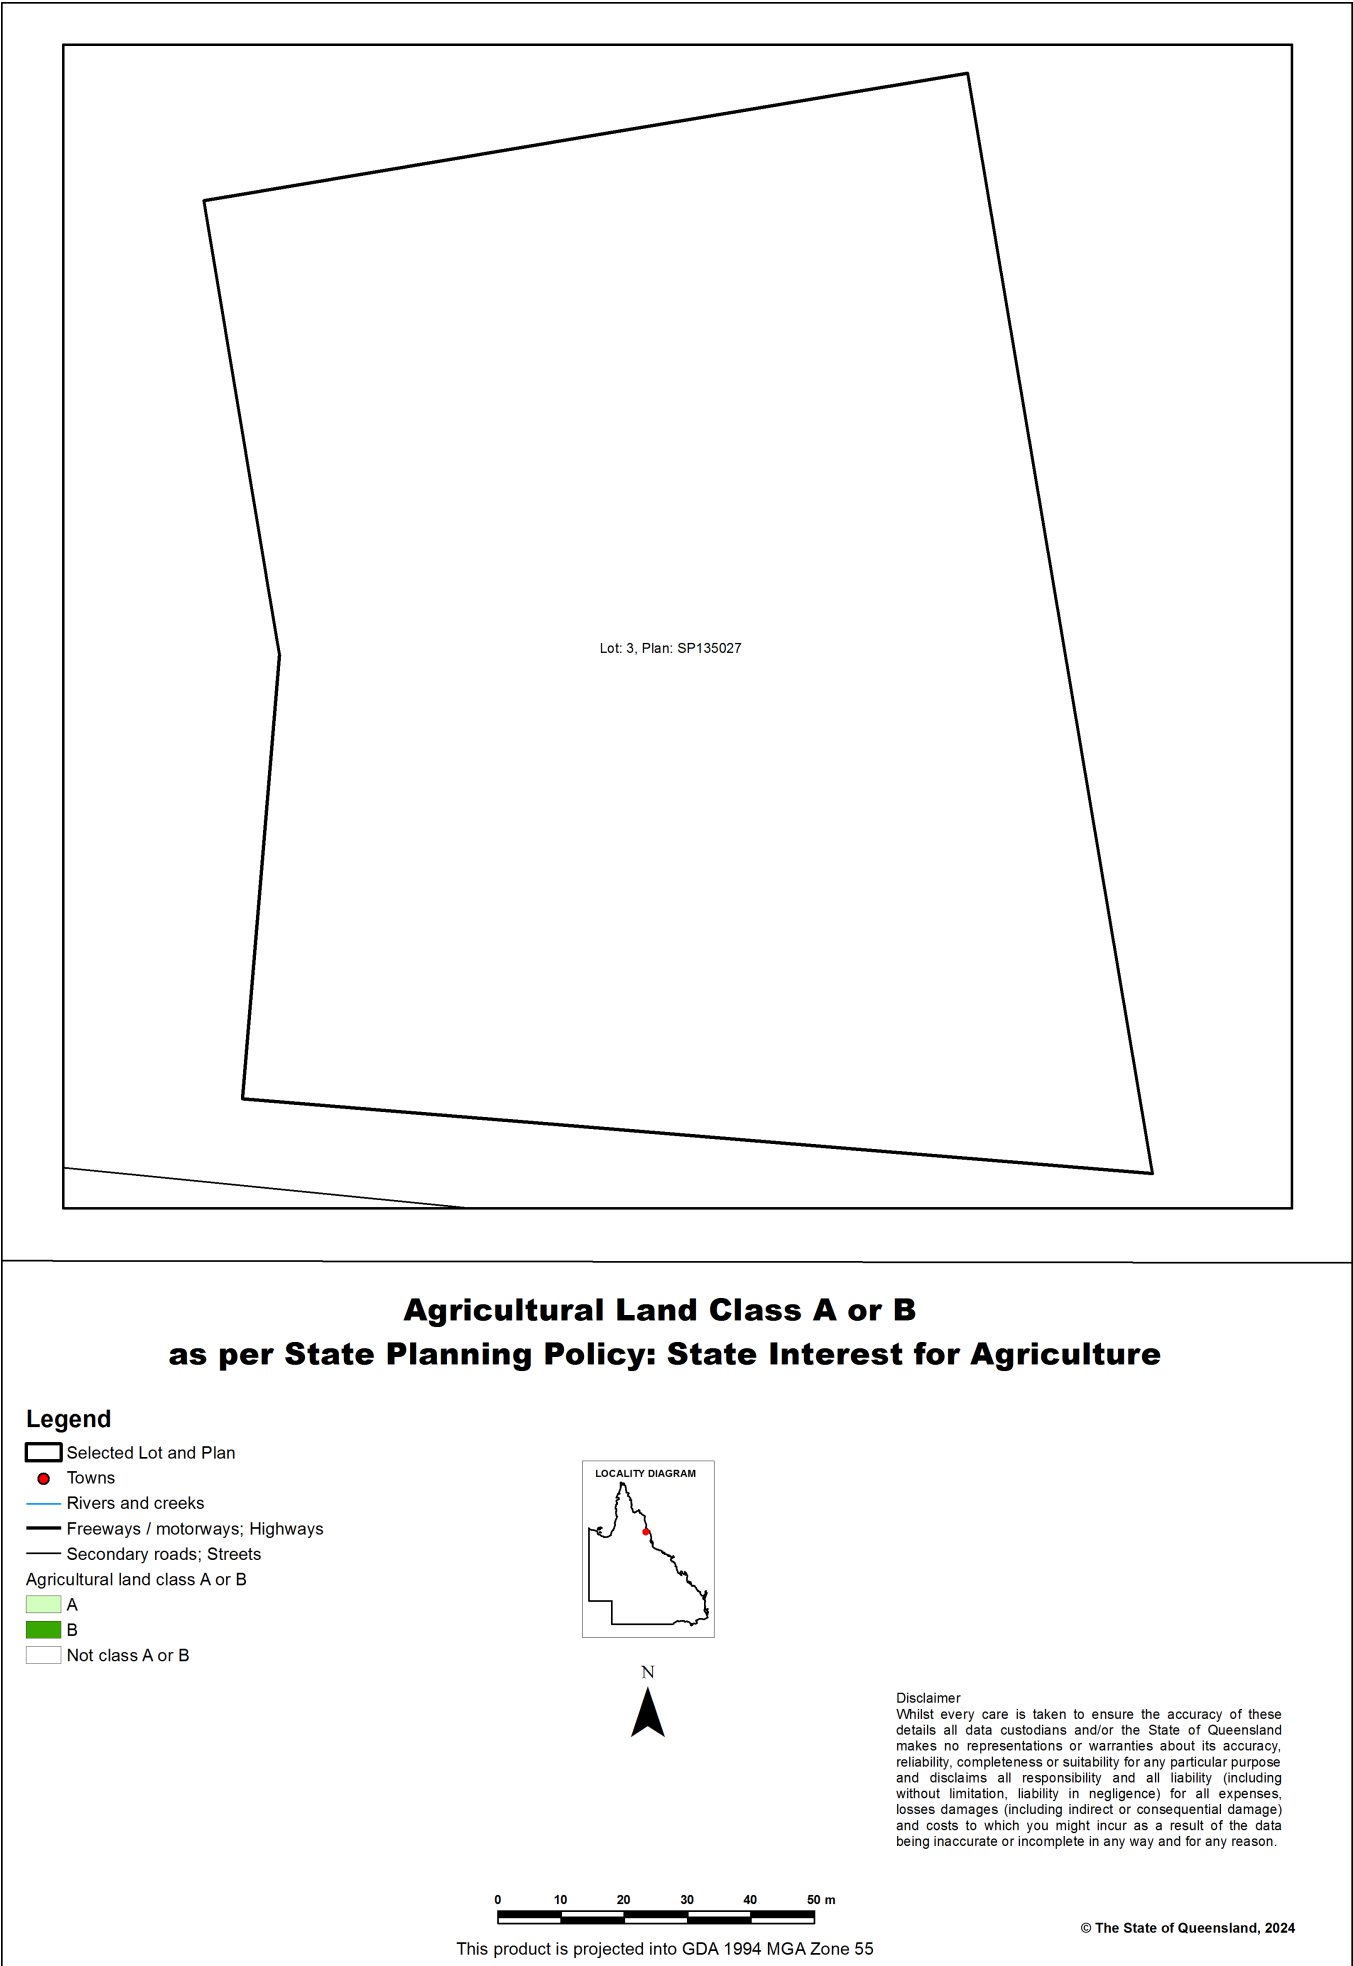 Lot: 3, Plan: SP135027
Agricultural Land Class A or B
as per State Planning Policy: State Interest for Agriculture
Legend
Selected Lot and Plan
Towns
Rivers and creeks
Freeways / motorways; Highways
Secondary roads; Streets
Agricultural land class A or B
A
B
Not class A or B
LOCALITY DIAGRAM
N
Disclaimer
Whilst every care is taken to ensure the accuracy of these
details all data custodians and/or the State of Queensland
makes no representations or warranties about its accuracy,
reliability, completeness or suitability for any particular purpose
and disclaims all responsibility and all liability (including
without limitation, liability in negligence) for all expenses,
losses damages (including indirect or consequential damage)
and costs to which you might incur as a result of the data
being inaccurate or incomplete in any way and for any reason.
0 10 20 30 40 50 m
This product is projected into GDA 1994 MGA Zone 55
© The State of Queensland, 2024